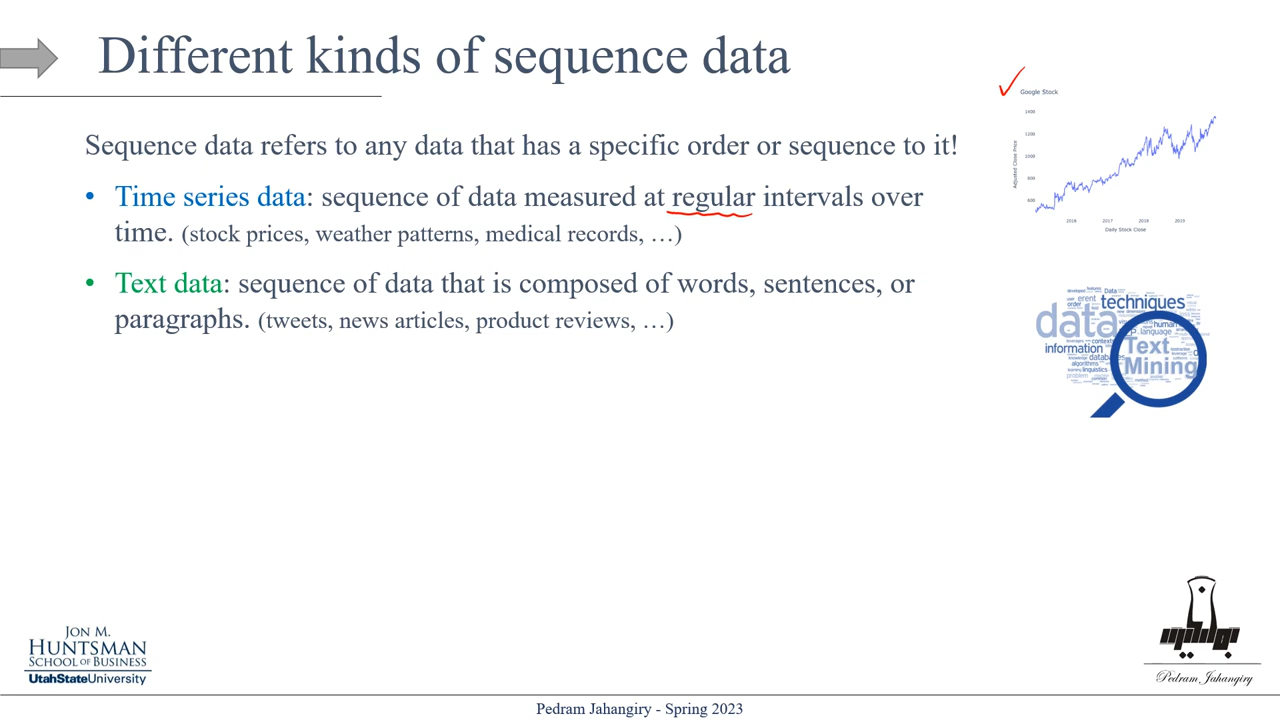 Different kinds of sequence data
Sequence data refers to any data that has a specific order or sequence to it!
• Time series data: sequence of data measured at regular intervals over
time. (stock prices, weather patterns, medical records, …)
• Text data: sequence of data that is composed of words, sentences, or
paragraphs. (tweets, news articles, product reviews, …)
Google Stock
1400
1200
1000
800
600
Adjusted Close Price
2016 2017 2018 2019
Daily Stock Close
techniques
data
human
language
information
Text
Mining
algorithms
linguistics
JON M.
HUNTSMAN
SCHOOL OF BUSINESS
UtahStateUniversity
Pedram Jahangiry
Pedram Jahangiry - Spring 2023